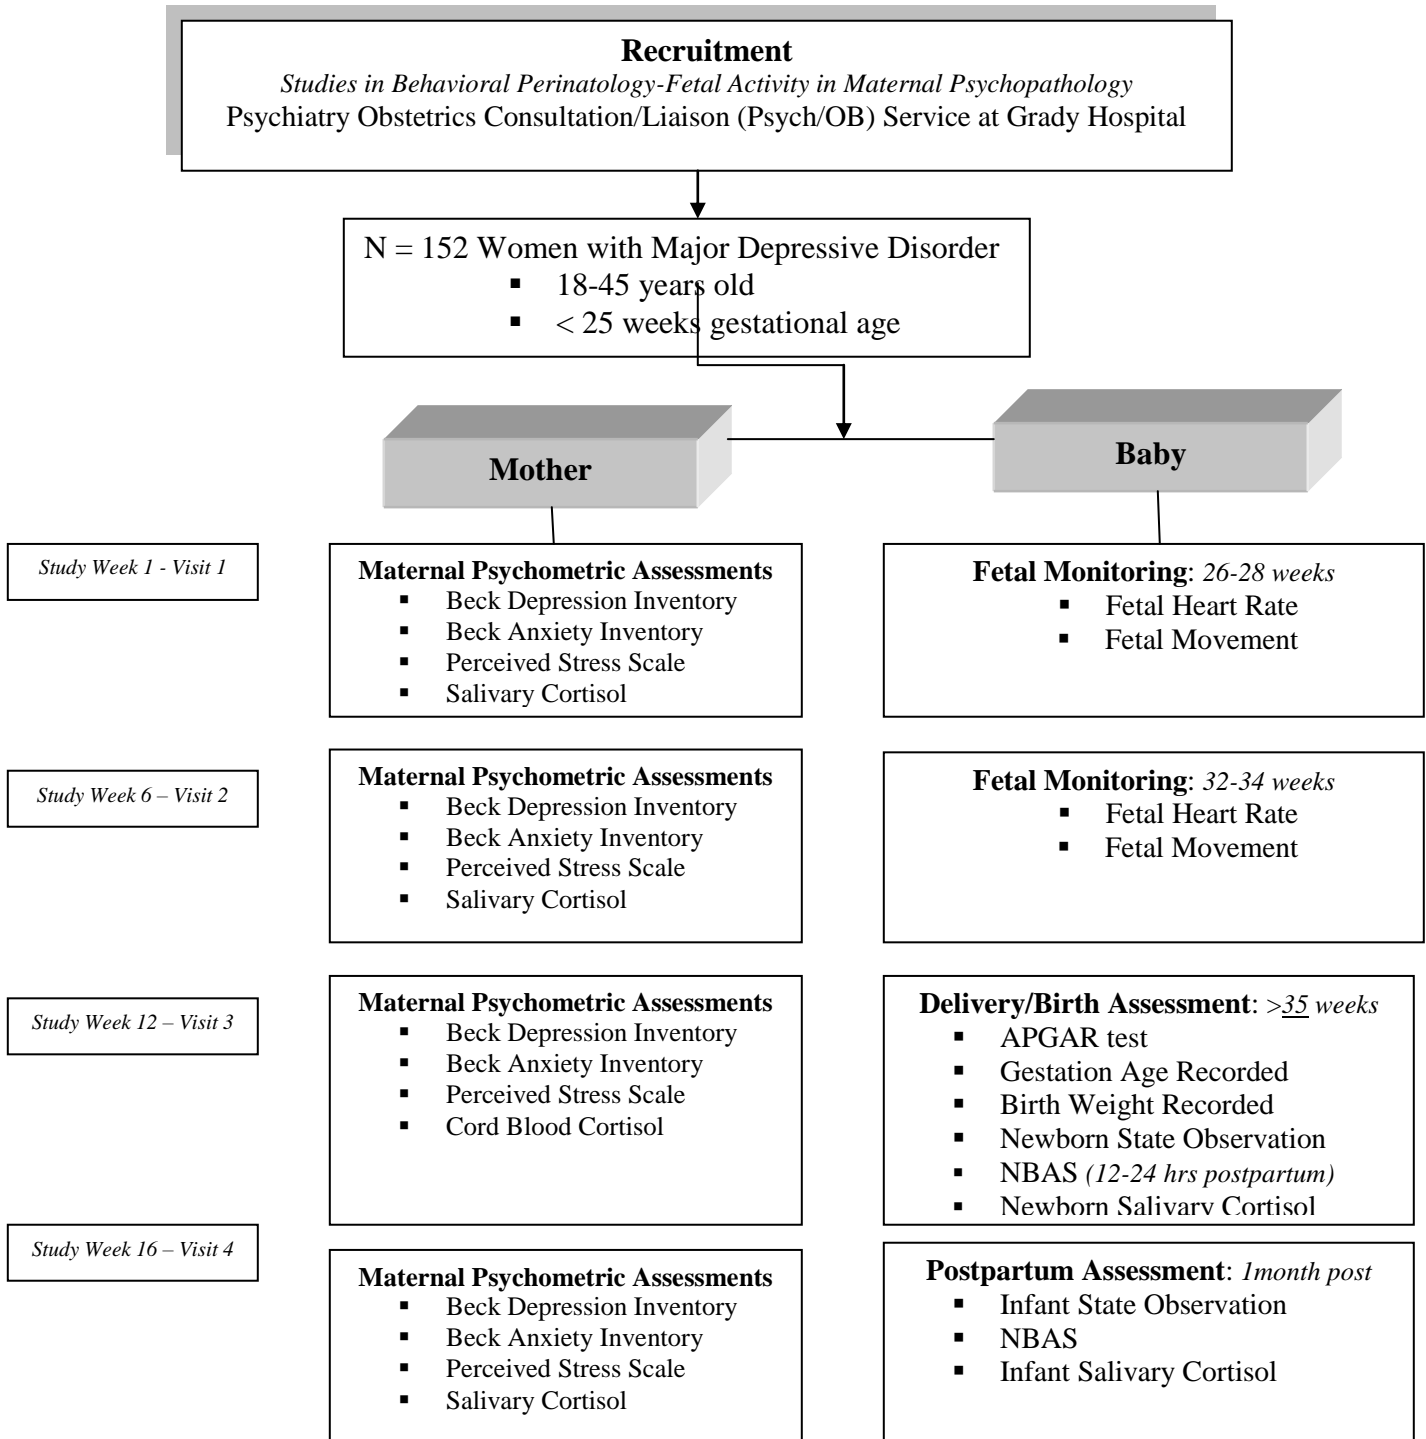 Recruitment
Studies in Behavioral Perinatology-Fetal Activity in Maternal Psychopathology
Psychiatry Obstetrics Consultation/Liaison (Psych/OB) Service at Grady Hospital
N = 152 Women with Major Depressive Disorder
▪ 18-45 years old
▪ < 25 weeks gestational age
Mother
Baby
Study Week 1 - Visit 1
Maternal Psychometric Assessments
▪ Beck Depression Inventory
▪ Beck Anxiety Inventory
▪ Perceived Stress Scale
▪ Salivary Cortisol
Fetal Monitoring: 26-28 weeks
▪ Fetal Heart Rate
▪ Fetal Movement
Study Week 6 – Visit 2
Maternal Psychometric Assessments
▪ Beck Depression Inventory
▪ Beck Anxiety Inventory
▪ Perceived Stress Scale
▪ Salivary Cortisol
Fetal Monitoring: 32-34 weeks
▪ Fetal Heart Rate
▪ Fetal Movement
Study Week 12 – Visit 3
Maternal Psychometric Assessments
▪ Beck Depression Inventory
▪ Beck Anxiety Inventory
▪ Perceived Stress Scale
▪ Cord Blood Cortisol
Delivery/Birth Assessment: >35 weeks
▪ APGAR test
▪ Gestation Age Recorded
▪ Birth Weight Recorded
▪ Newborn State Observation
▪ NBAS (12-24 hrs postpartum)
▪ Newborn Salivary Cortisol
Study Week 16 – Visit 4
Maternal Psychometric Assessments
▪ Beck Depression Inventory
▪ Beck Anxiety Inventory
▪ Perceived Stress Scale
▪ Salivary Cortisol
Postpartum Assessment: 1month post
▪ Infant State Observation
▪ NBAS
▪ Infant Salivary Cortisol